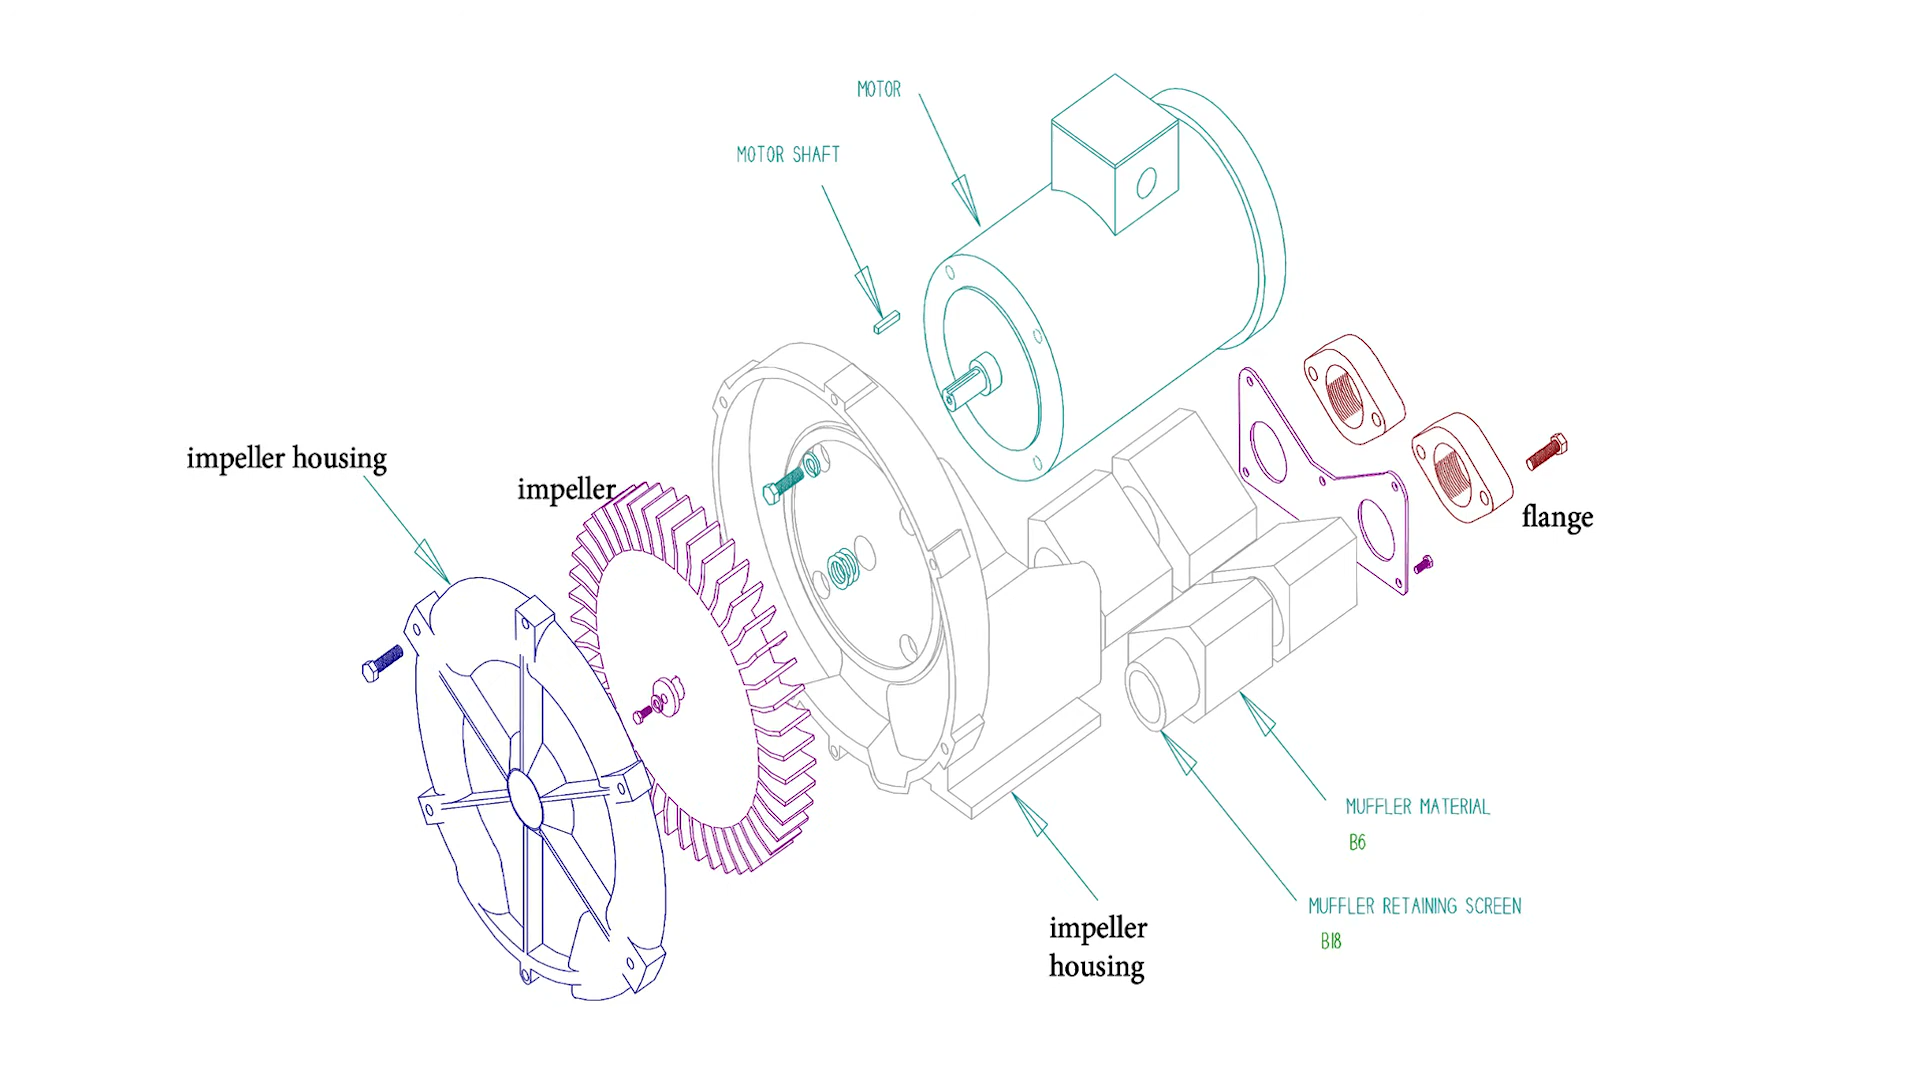 MOTOR
MOTOR SHAFT
impeller housing
impeller
flange
MUFFLER MATERIAL
B6
MUFFLER RETAINING SCREEN
B18
impeller
housing